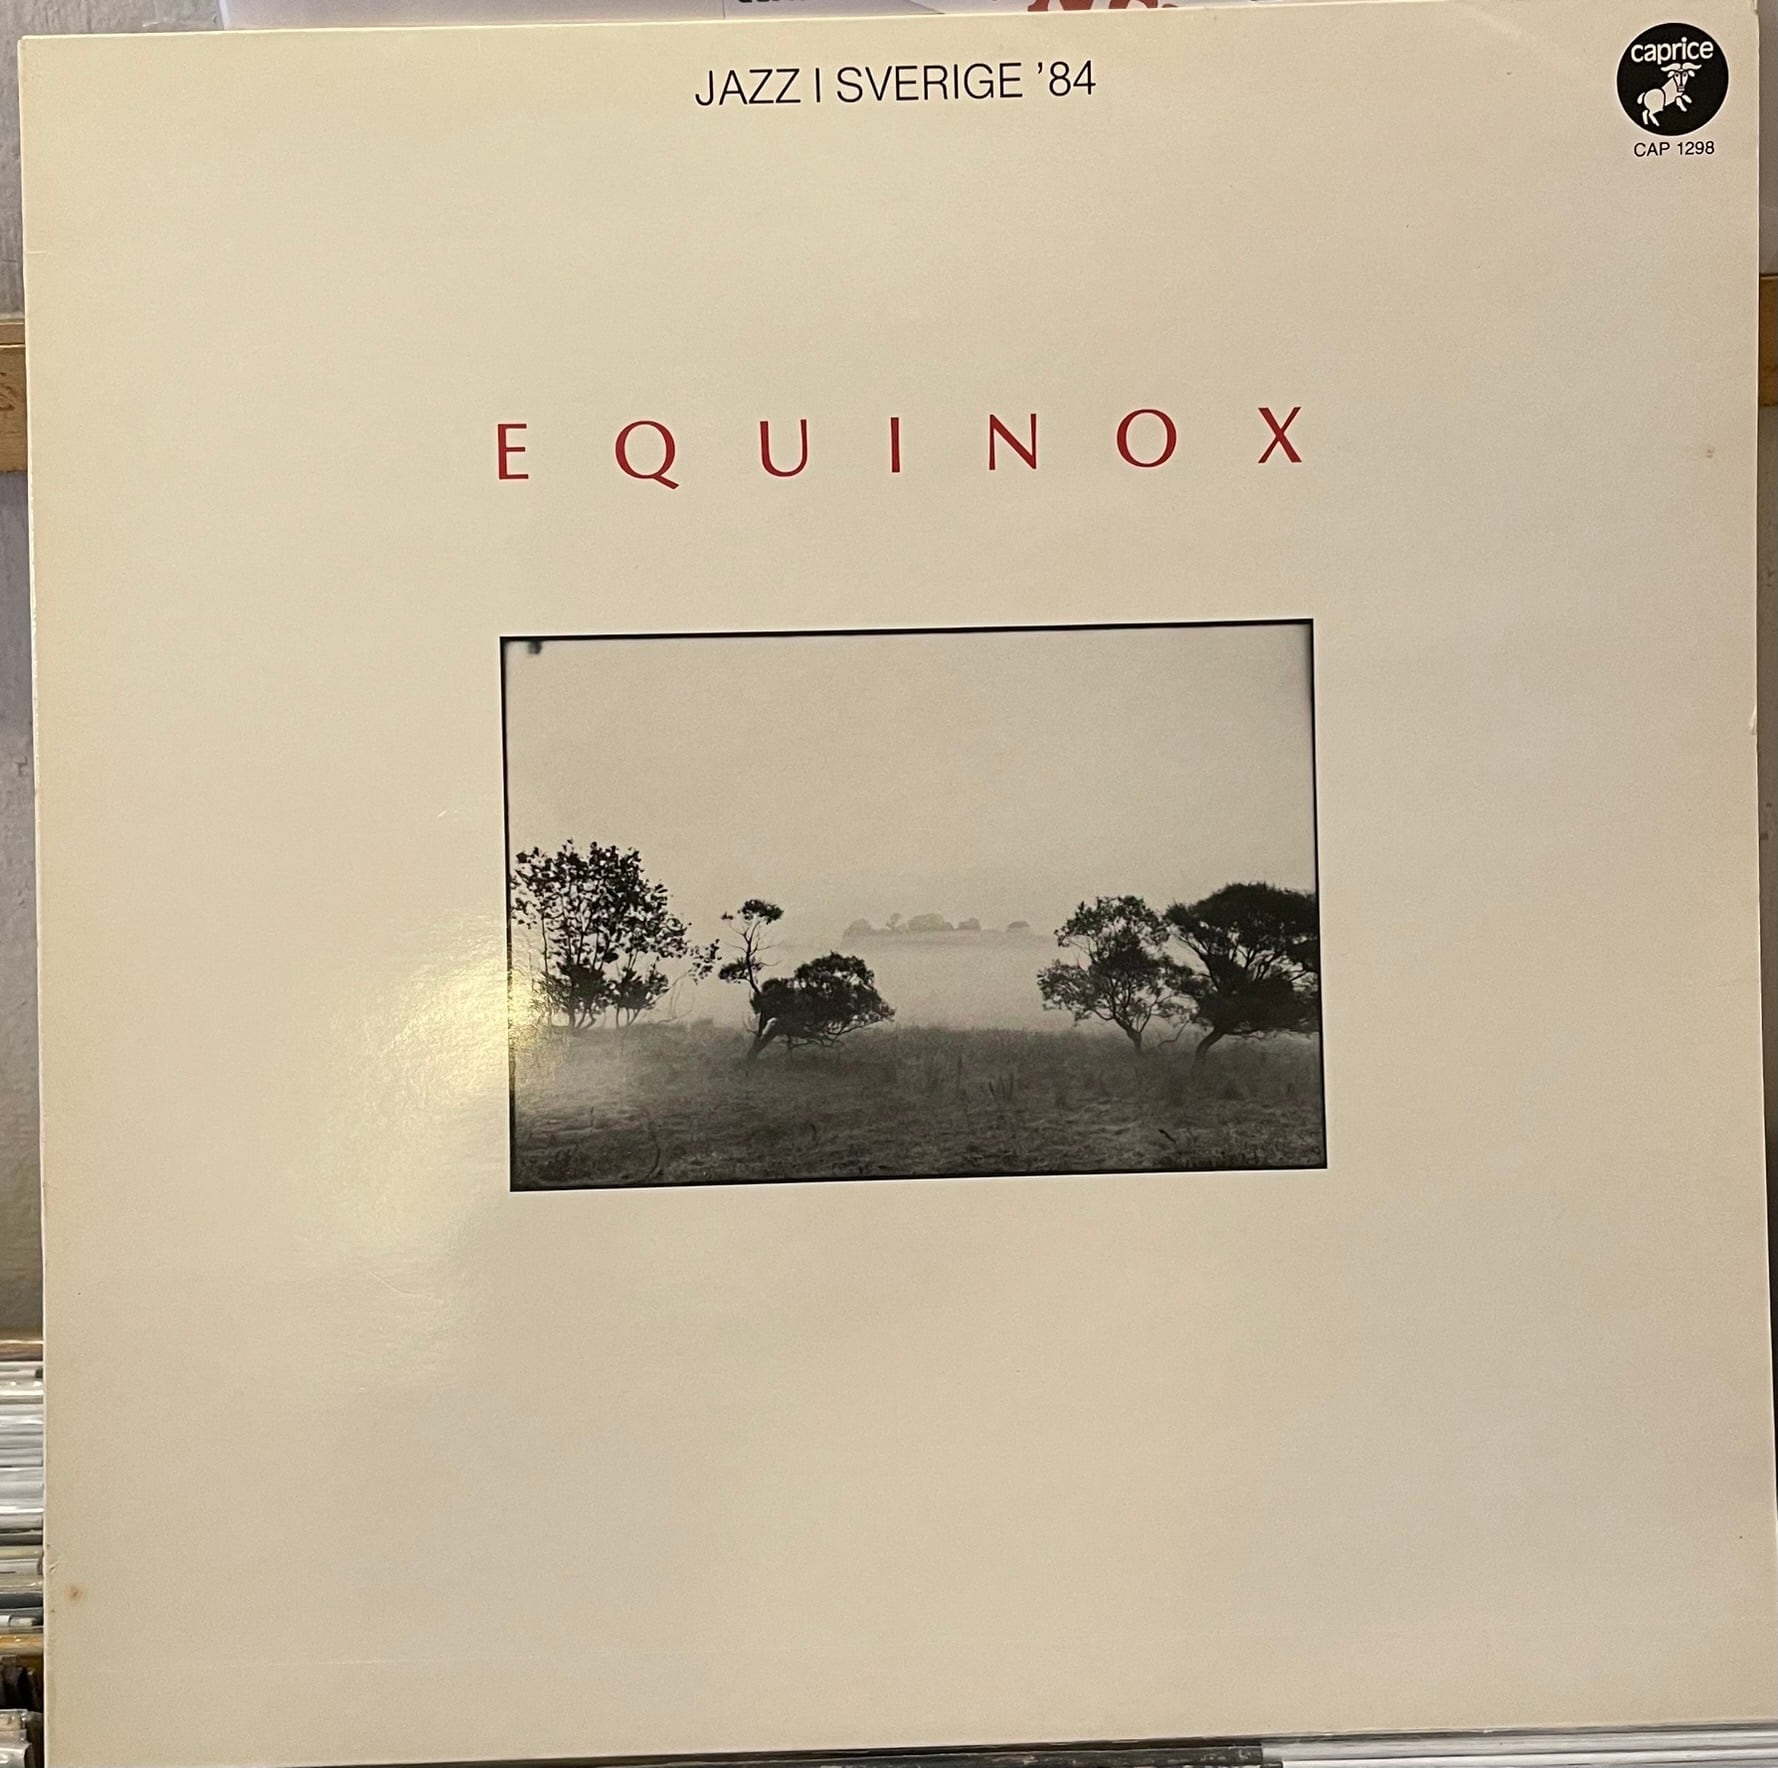 JAZZ I SVERIGE '84
caprice
CAP 1298
EQUINOX